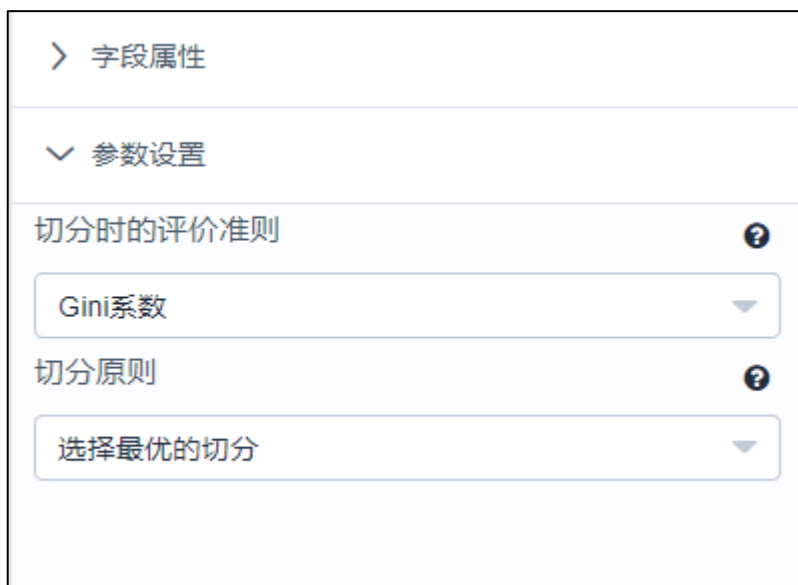 字段属性
参数设置
切分时的评价准则
Gini系数
切分原则
选择最优的切分